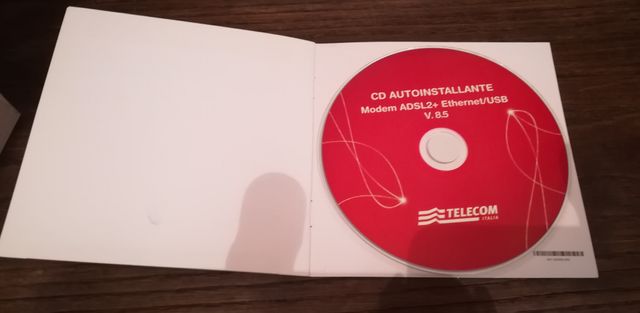 CD AUTOINSTALLANTE
Modem ADSL2+ Ethernet/USB
V. 8.5
TELECOM
ITALIA